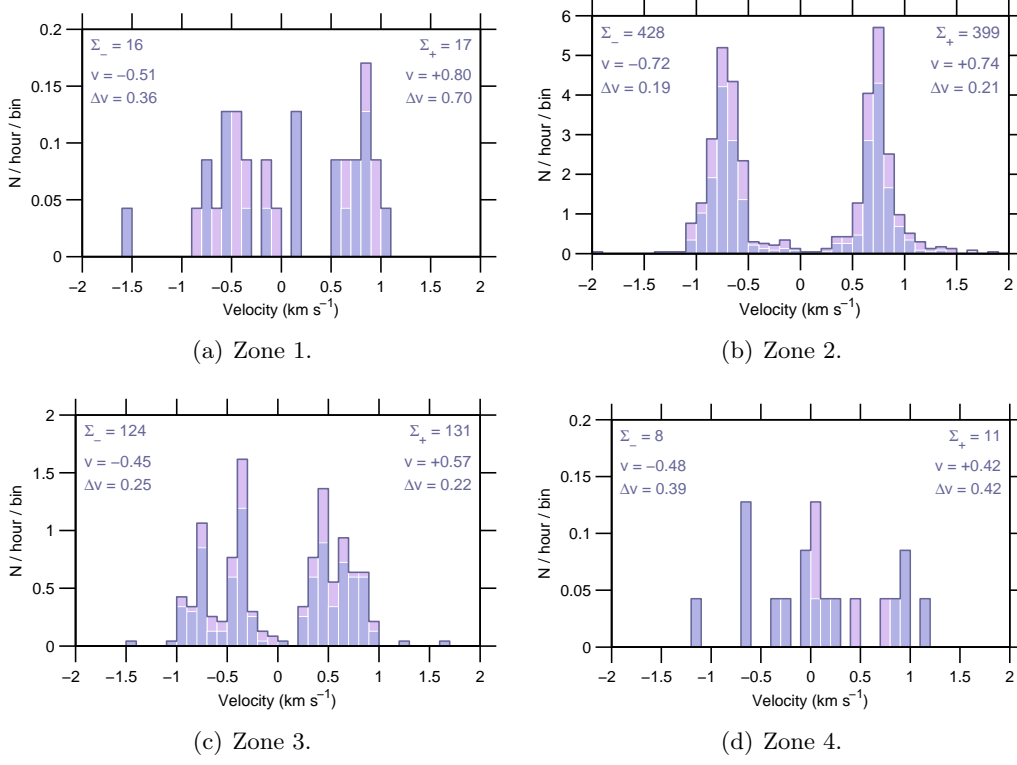 0.2
Σ− = 16
Σ+ = 17
v = −0.51
v = +0.80
Δv = 0.36
Δv = 0.70
0.15
0.1
0.05
0
N / hour / bin
−2 −1.5 −1 −0.5 0 0.5 1 1.5 2
Velocity (km s−1)
(a) Zone 1.
6
Σ− = 428
Σ+ = 399
v = −0.72
v = +0.74
Δv = 0.19
Δv = 0.21
5
4
3
2
1
0
N / hour / bin
−2 −1.5 −1 −0.5 0 0.5 1 1.5 2
Velocity (km s−1)
(b) Zone 2.
2
Σ− = 124
Σ+ = 131
v = −0.45
v = +0.57
Δv = 0.25
Δv = 0.22
1.5
1
0.5
0
N / hour / bin
−2 −1.5 −1 −0.5 0 0.5 1 1.5 2
Velocity (km s−1)
(c) Zone 3.
0.2
Σ− = 8
Σ+ = 11
v = −0.48
v = +0.42
Δv = 0.39
Δv = 0.42
0.15
0.1
0.05
0
N / hour / bin
−2 −1.5 −1 −0.5 0 0.5 1 1.5 2
Velocity (km s−1)
(d) Zone 4.